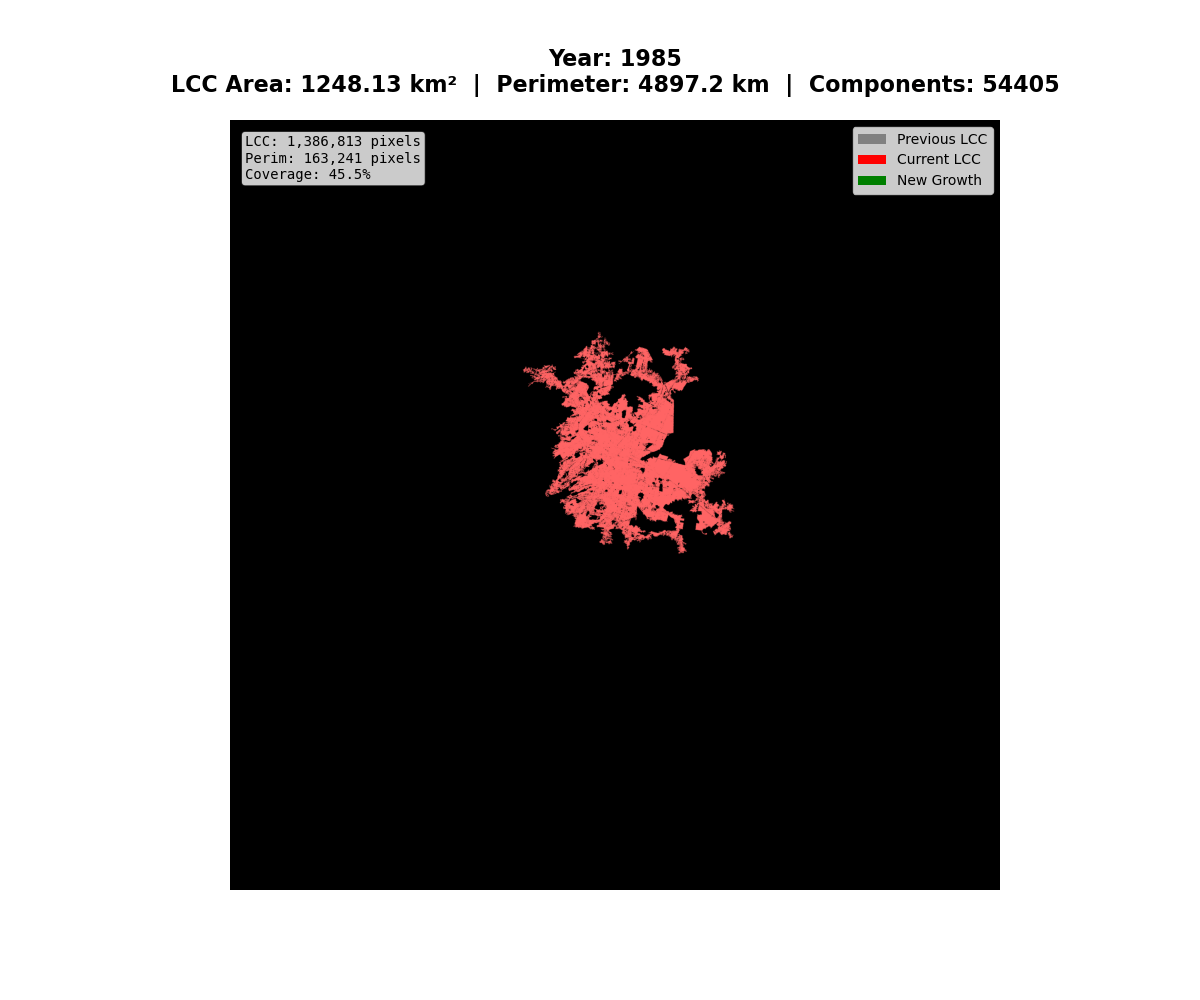 Year: 1985
LCC Area: 1248.13 km² | Perimeter: 4897.2 km | Components: 54405
LCC: 1,386,813 pixels
Perim: 163,241 pixels
Coverage: 45.5%
Previous LCC
Current LCC
New Growth